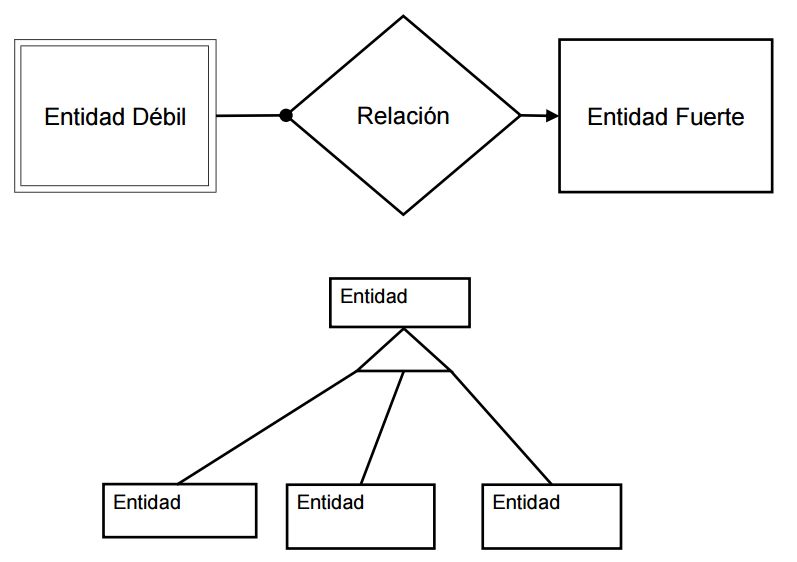 Entidad Débil
Relación
Entidad Fuerte
Entidad
Entidad
Entidad
Entidad